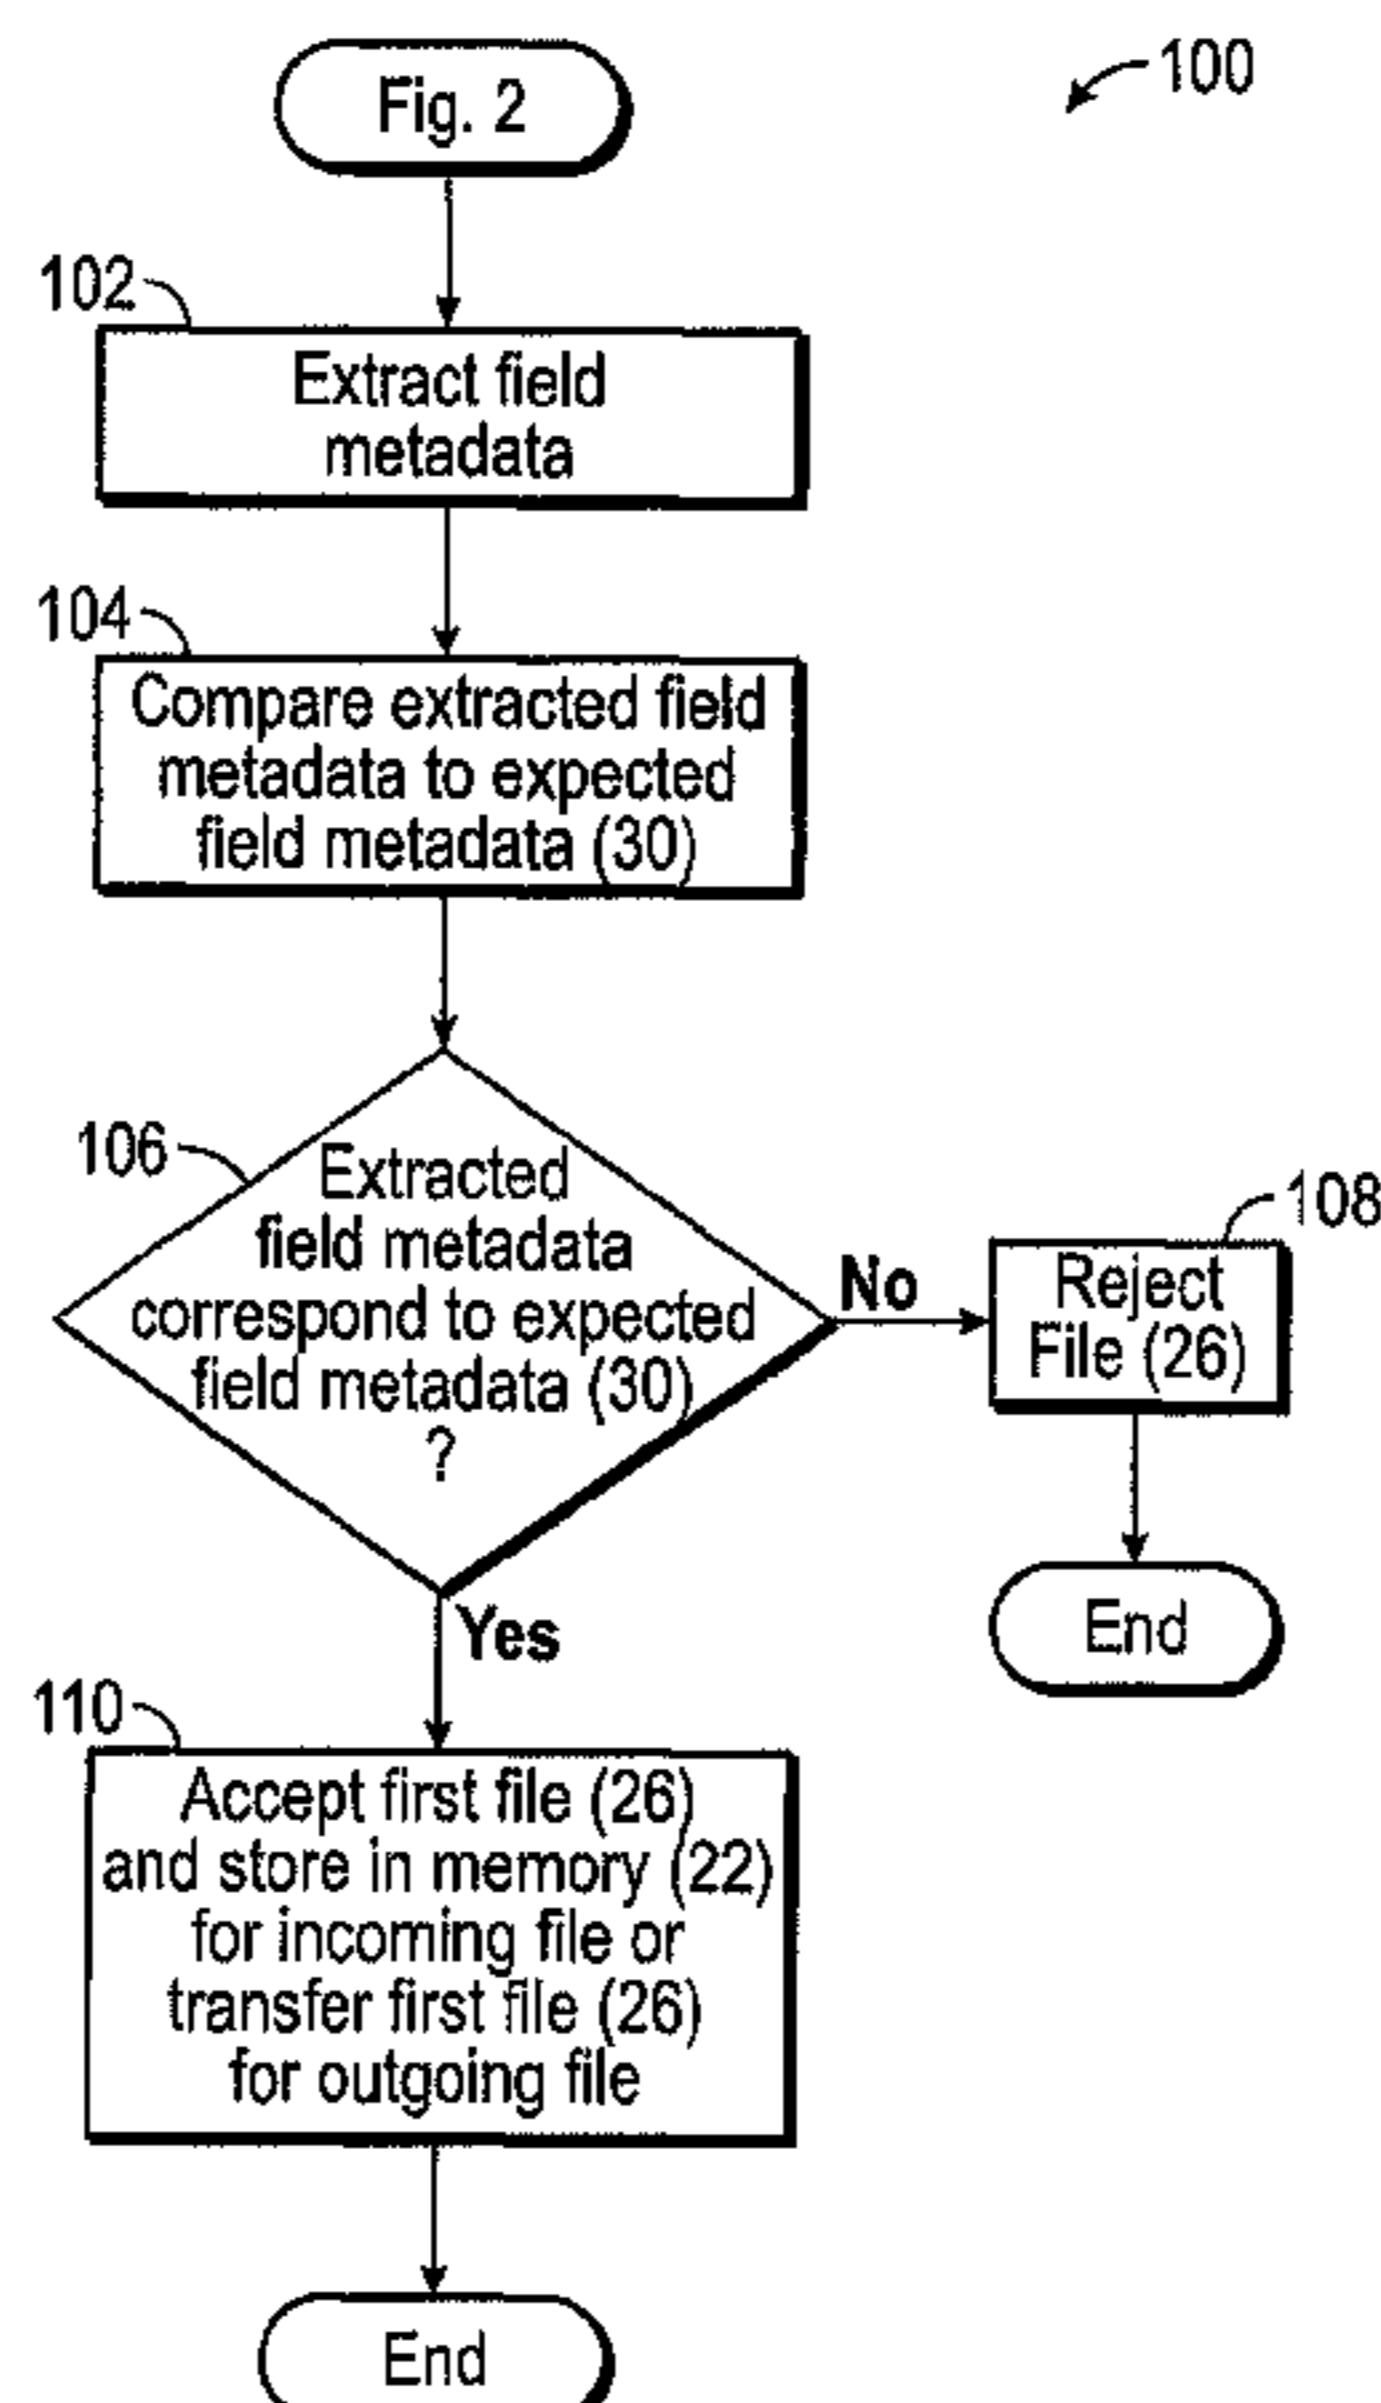 Fig. 2
100
102
Extract field
metadata
104
Compare extracted field
metadata to expected
field metadata (30)
106
Extracted
field metadata
correspond to expected
field metadata (30)
?
No
108
Reject
File (26)
End
Yes
110
Accept first file (26)
and store in memory (22)
for incoming file or
transfer first file (26)
for outgoing file
End